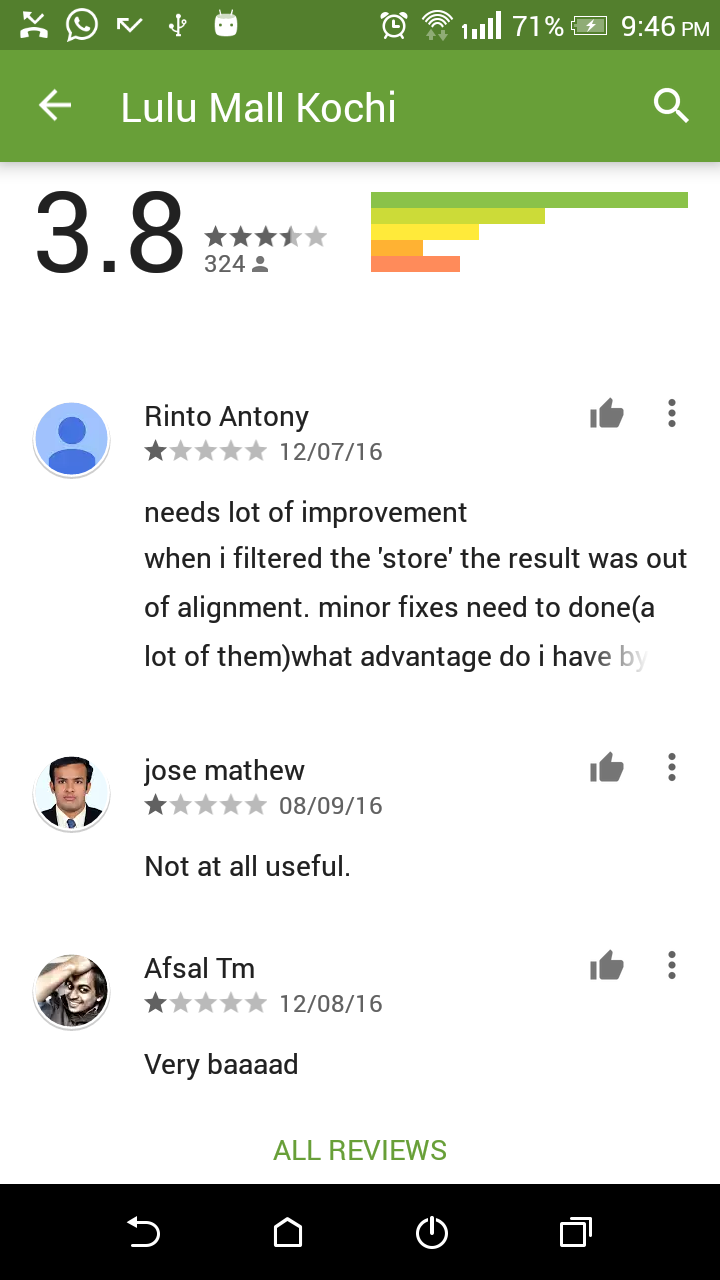 71% 9:46 PM
Lulu Mall Kochi
3.8
324
Rinto Antony
12/07/16
needs lot of improvement
when i filtered the 'store' the result was out
of alignment. minor fixes need to done(a
lot of them)what advantage do i have by
jose mathew
08/09/16
Not at all useful.
Afsal Tm
12/08/16
Very baaaad
ALL REVIEWS